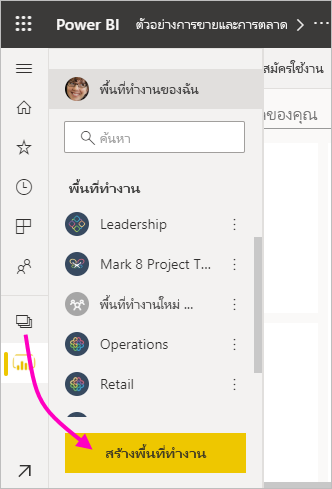 Power BI ตัวอย่างการขายและการตลาด
พื้นที่ทำงานของฉัน
สมัครใช้งาน
ค้นหา
ของคุณ
พื้นที่ทำงาน
Leadership
Mark 8 Project T...
พื้นที่ทำงานใหม่ ...
Operations
Retail
สร้างพื้นที่ทำงาน